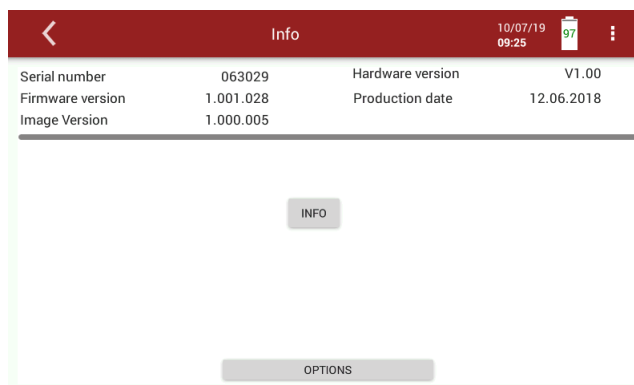 Info
10/07/19
09:25
97
Serial number 063029 Hardware version V1.00
Firmware version 1.001.028 Production date 12.06.2018
Image Version 1.000.005
INFO
OPTIONS